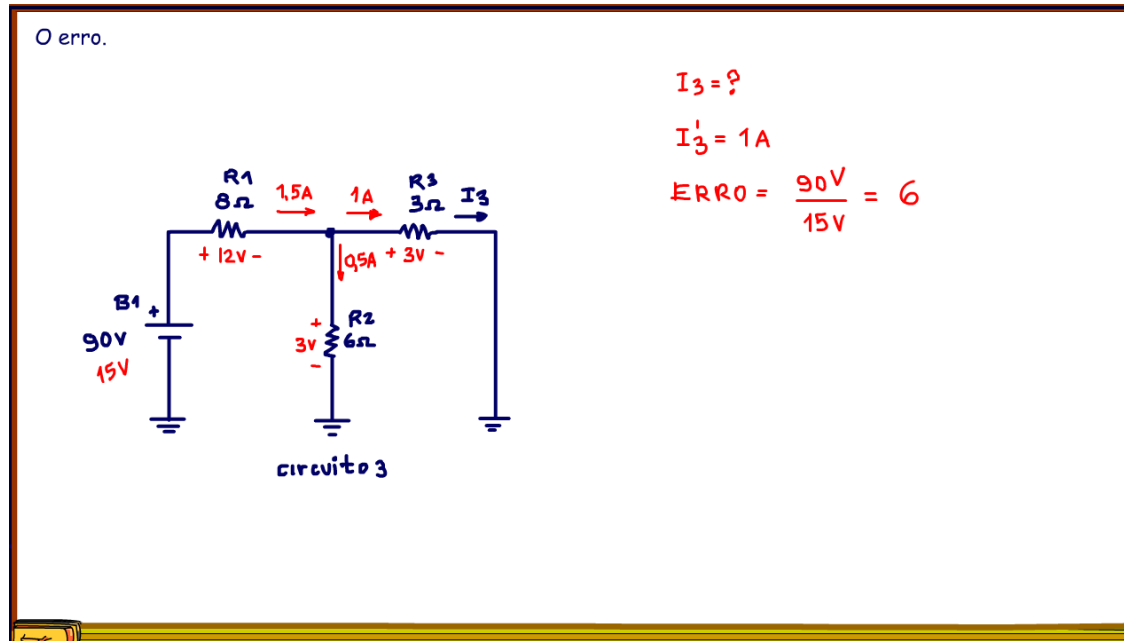 O erro.
I3 = ?
I'3 = 1A
ERRO = 90V / 15V = 6
R1
8Ω
1,5A
1A
R3
3Ω
I3
+ 12V -
0,5A
+ 3V -
B1
+
90V
15V
+
3V
-
R2
6Ω
circuito 3